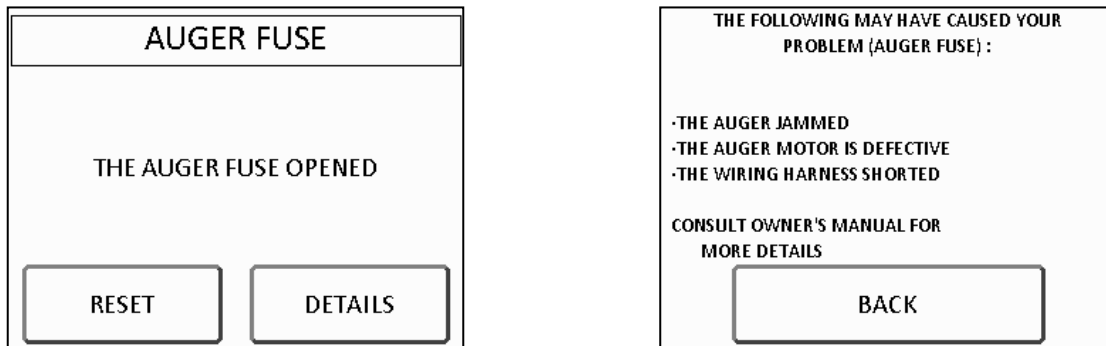 AUGER FUSE
THE AUGER FUSE OPENED
RESET
DETAILS
THE FOLLOWING MAY HAVE CAUSED YOUR
PROBLEM (AUGER FUSE) :
·THE AUGER JAMMED
·THE AUGER MOTOR IS DEFECTIVE
·THE WIRING HARNESS SHORTED
CONSULT OWNER'S MANUAL FOR
MORE DETAILS
BACK